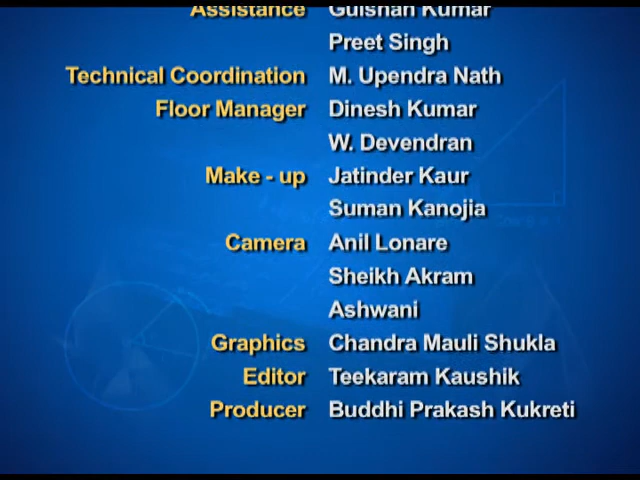 Assistance Gulshan Kumar
Preet Singh
Technical Coordination M. Upendra Nath
Floor Manager Dinesh Kumar
W. Devendran
Make - up Jatinder Kaur
Suman Kanojia
Camera Anil Lonare
Sheikh Akram
Ashwani
Graphics Chandra Mauli Shukla
Editor Teekaram Kaushik
Producer Buddhi Prakash Kukreti